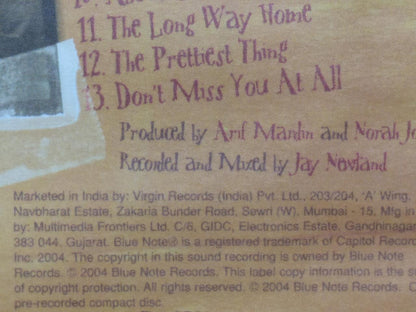 11. The Long Way Home
12. The Prettiest Thing
13. Don't Miss You At All
Produced by Arif Mardin and Norah Jo
Recorded and Mixed by Jay Newland
Marketed in India by: Virgin Records (India) Pvt. Ltd., 203/204, 'A' Wing,
Navbharat Estate, Zakaria Bunder Road, Sewri (W), Mumbai - 15, Mfg in
by: Multimedia Frontiers Ltd. C/6, GIDC, Electronics Estate, Gandhinagar
383 044. Gujarat. Blue Note® is a registered trademark of Capitol Recor
Inc. 2004. The copyright in this sound recording is owned by Blue Note
Records. ℗ 2004 Blue Note Records. This label copy information is the su
of copyright protection. All rights reserved. © 2004 Blue Note Records. C
pre-recorded compact disc.